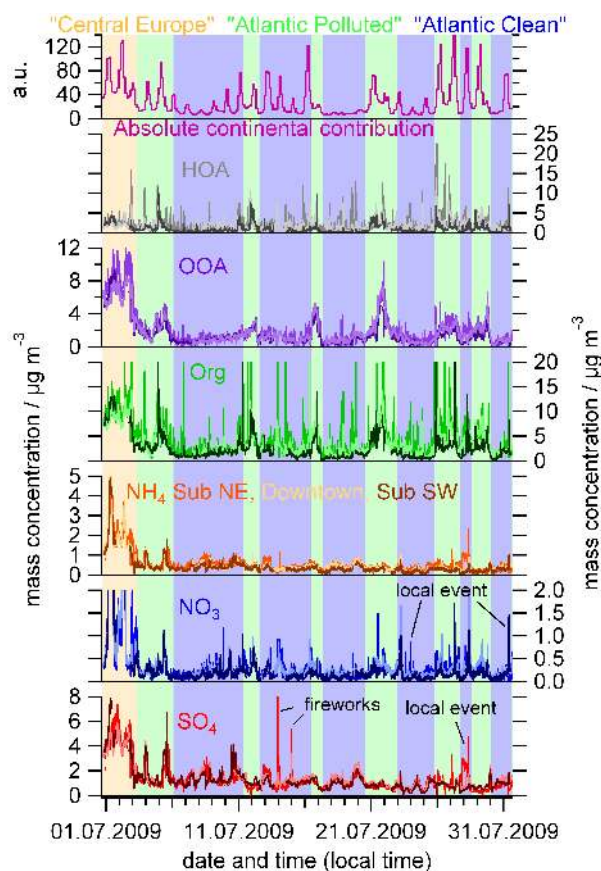 "Central Europe" "Atlantic Polluted" "Atlantic Clean"
120
80
40
0
a.u.
Absolute continental contribution
25
20
15
10
5
0
HOA
12
8
4
0
OOA
mass concentration / µg m⁻³
mass concentration / µg m⁻³
Org
20
15
10
5
0
5
4
3
2
1
0
NH₄ Sub NE, Downtown, Sub SW
NO₃
local event
2.0
1.5
1.0
0.5
0.0
8
6
4
2
0
SO₄
fireworks
local event
01.07.2009 11.07.2009 21.07.2009 31.07.2009
date and time (local time)